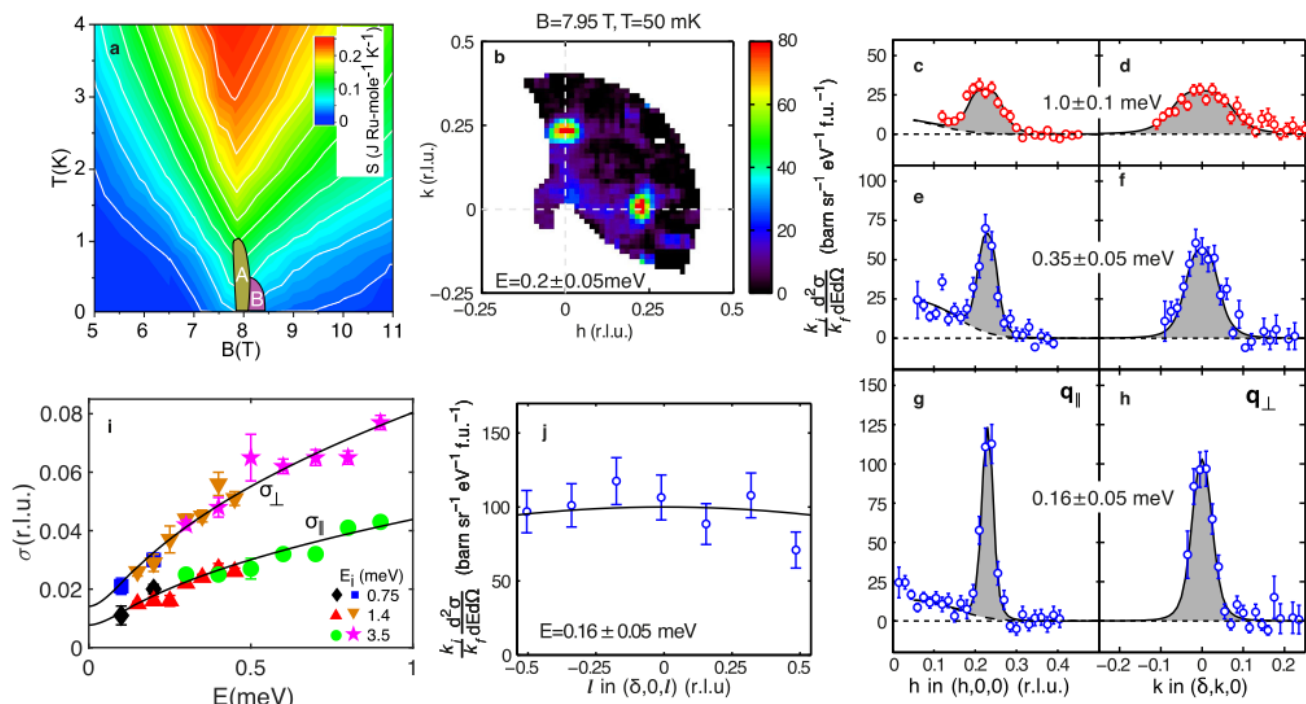 a
4
3
2
1
0
T(K)
5 6 7 8 9 10 11
B(T)
A
B
0.2
0.1
0
S (J Ru-mole⁻¹ K⁻¹)
B=7.95 T, T=50 mK
b
0.5
0.25
0
−0.25
k (r.l.u.)
E=0.2±0.05meV
−0.25 0 0.25 0.5
h (r.l.u.)
80
60
40
20
0
c
d
1.0±0.1 meV
50
25
0
e
f
0.35±0.05 meV
100
75
50
25
0
g
q∥
h
q⊥
0.16±0.05 meV
150
125
100
75
50
25
0
k_i/k_f d²σ/dEdΩ (barn sr⁻¹ eV⁻¹ f.u.⁻¹)
0 0.1 0.2 0.3 0.4
h in (h,0,0) (r.l.u.)
−0.1 0 0.1 0.2
k in (δ,k,0)
i
0.08
0.06
0.04
0.02
0
σ(r.l.u.)
σ⊥
σ∥
E_i (meV)
0.75
1.4
3.5
0 0.5 1
E(meV)
j
150
100
50
0
k_i/k_f d²σ/dEdΩ (barn sr⁻¹ eV⁻¹ f.u.⁻¹)
E=0.16±0.05 meV
−0.5 −0.25 0 0.25 0.5
l in (δ,0,l) (r.l.u)